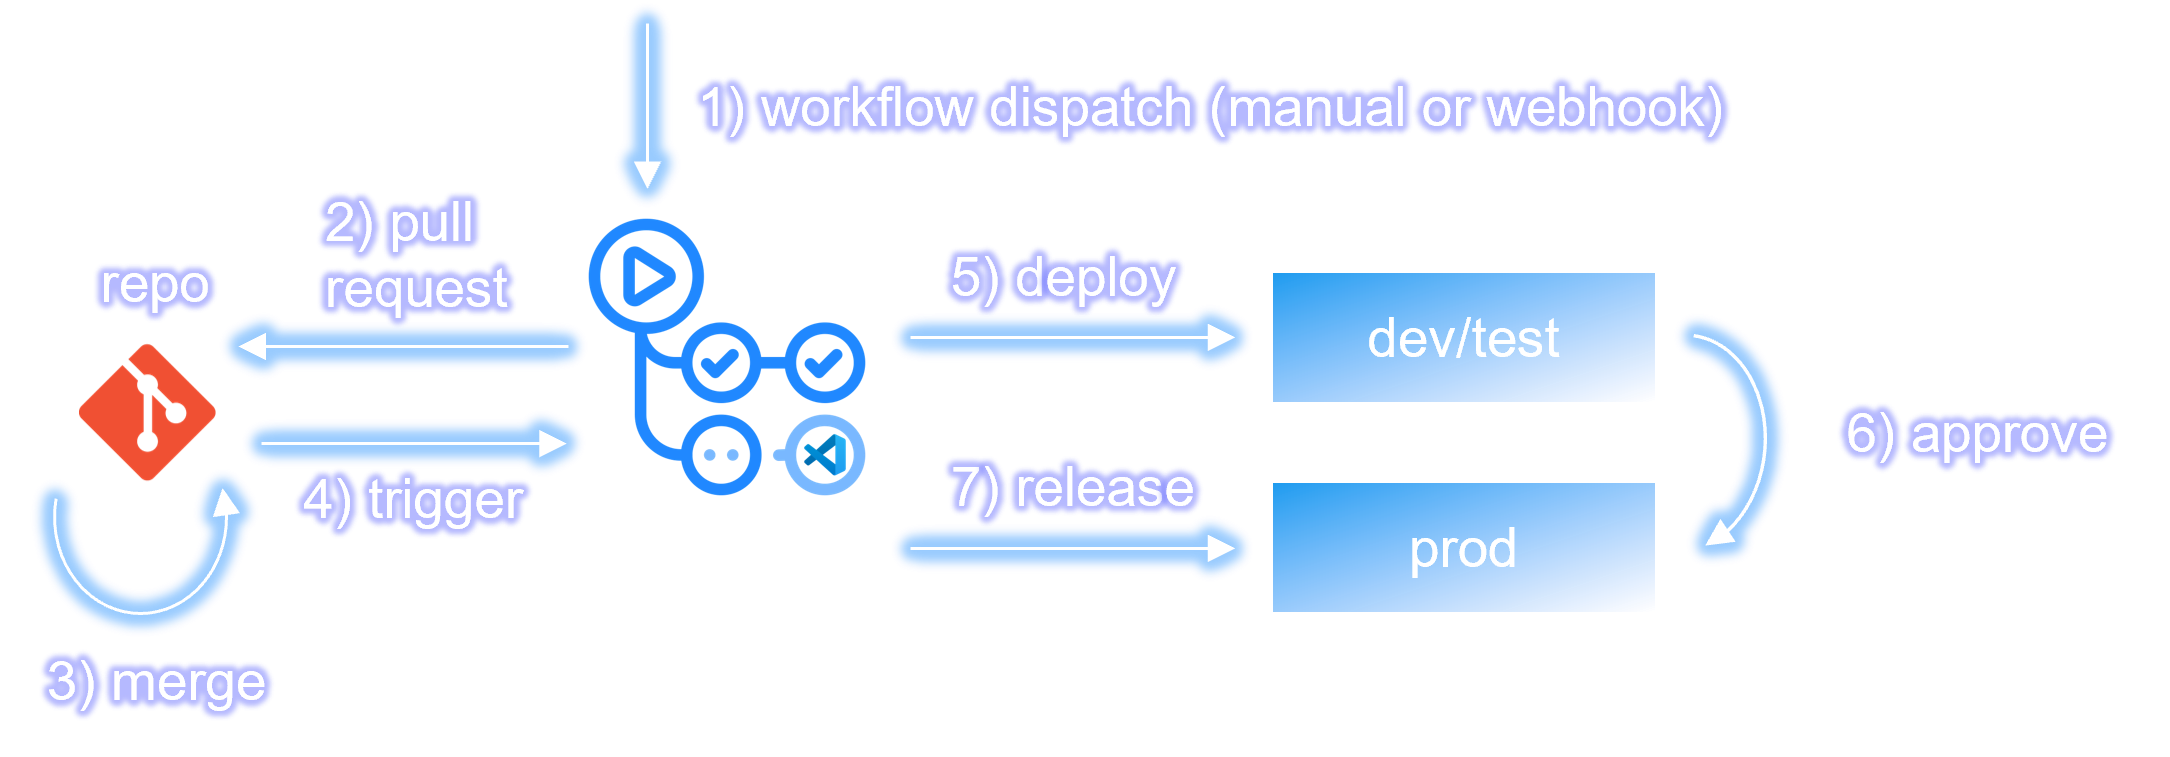 1) workflow dispatch (manual or webhook)
2) pull
request
repo
5) deploy
dev/test
6) approve
4) trigger
7) release
prod
3) merge